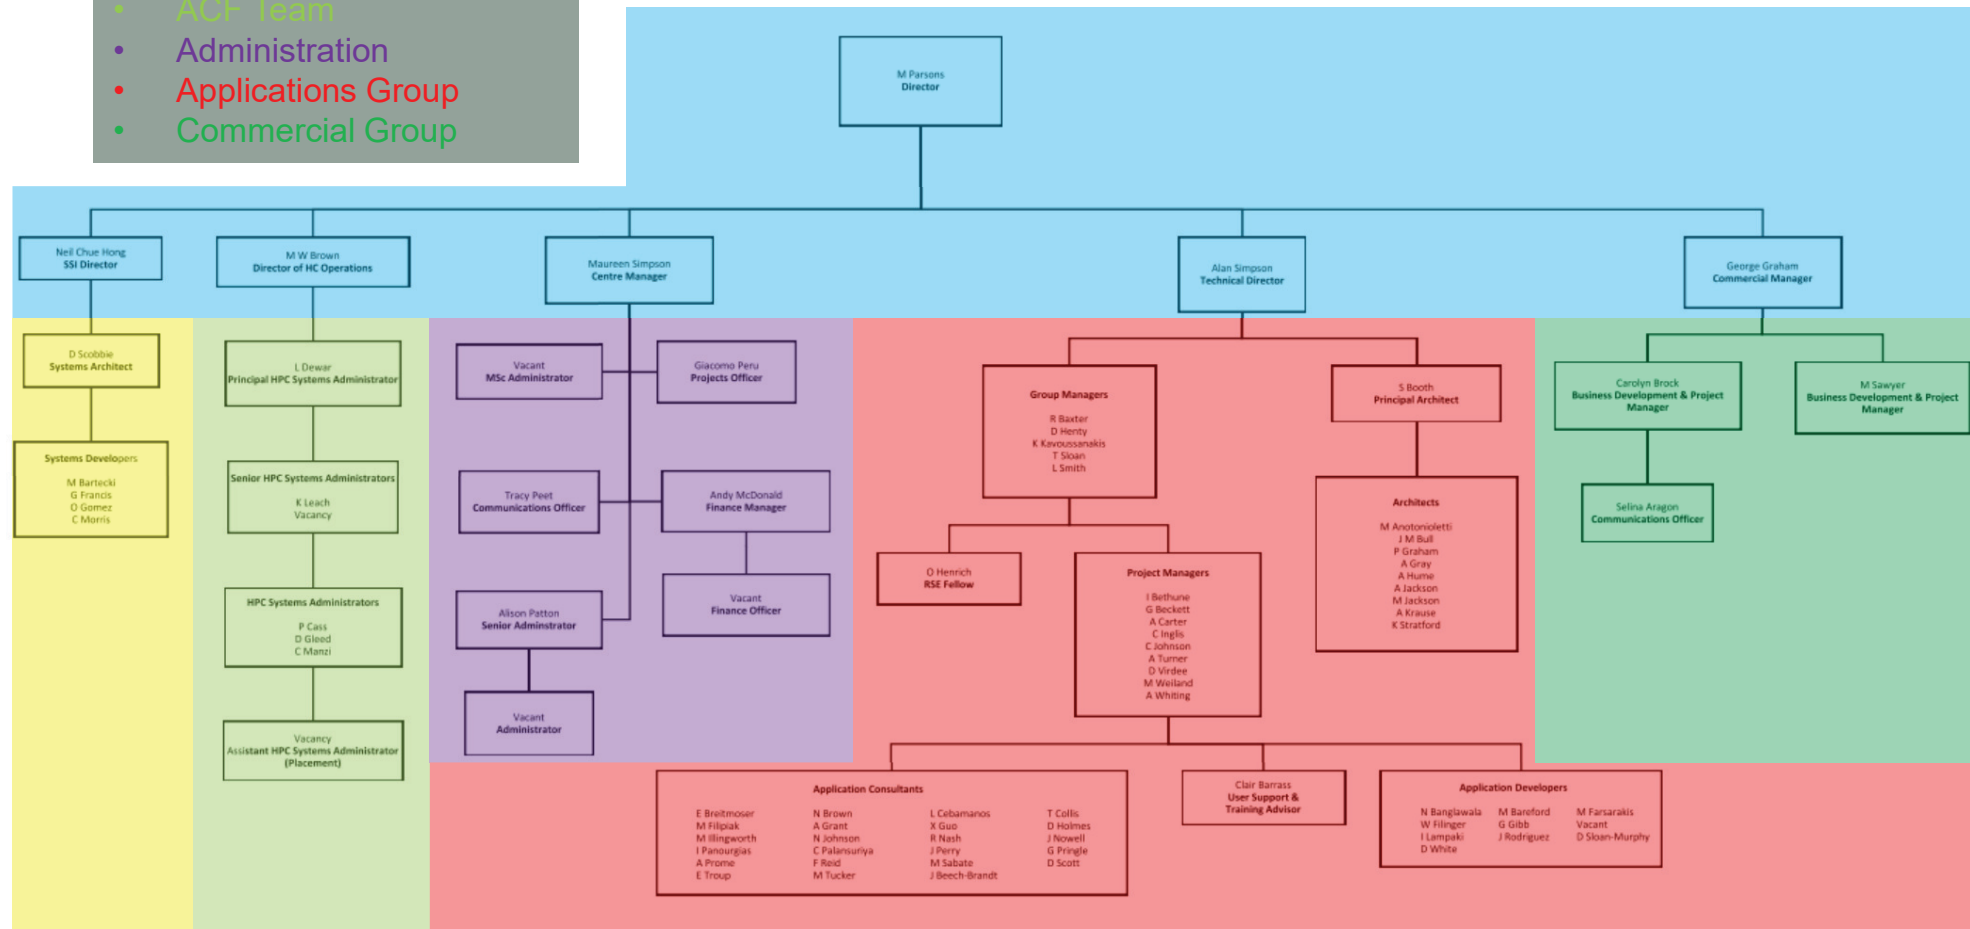 ACF Team
Administration
Applications Group
Commercial Group
M Parsons
Director
Neil Chue Hong
SSI Director
M W Brown
Director of HC Operations
Maureen Simpson
Centre Manager
Alan Simpson
Technical Director
George Graham
Commercial Manager
D Scobbie
Systems Architect
Systems Developers
M Bartecki
G Francis
O Gomez
C Morris
L Dewar
Principal HPC Systems Administrator
Senior HPC Systems Administrators
K Leach
Vacancy
HPC Systems Administrators
P Cass
D Gleed
C Manzi
Vacancy
Assistant HPC Systems Administrator
(Placement)
Vacant
MSc Administrator
Giacomo Peru
Projects Officer
Tracy Peet
Communications Officer
Andy McDonald
Finance Manager
Alison Patton
Senior Adminstrator
Vacant
Finance Officer
Vacant
Administrator
Group Managers
R Baxter
D Henty
K Kavoussanakis
T Sloan
L Smith
S Booth
Principal Architect
O Henrich
RSE Fellow
Project Managers
I Bethune
G Beckett
A Carter
C Inglis
C Johnson
A Turner
D Virdee
M Weiland
A Whiting
Architects
M Anotonioletti
J M Bull
P Graham
A Gray
A Hume
A Jackson
M Jackson
A Krause
K Stratford
Carolyn Brock
Business Development & Project
Manager
M Sawyer
Business Development & Project
Manager
Selina Aragon
Communications Officer
Application Consultants
E Breitmoser N Brown L Cebamanos T Collis
M Filipiak A Grant X Guo D Holmes
M Illingworth N Johnson R Nash J Nowell
I Panourgias C Palansuriya J Perry G Pringle
A Prome F Reid M Sabate D Scott
E Troup M Tucker J Beech-Brandt
Clair Barrass
User Support &
Training Advisor
Application Developers
N Banglawala M Bareford M Farsarakis
W Filinger G Gibb Vacant
I Lampaki J Rodriguez D Sloan-Murphy
D White